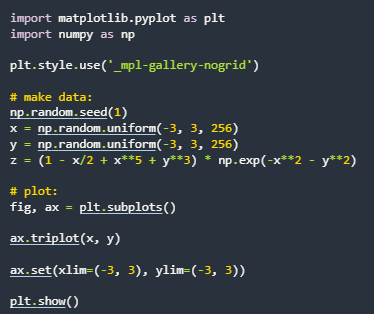 import matplotlib.pyplot as plt
import numpy as np
plt.style.use('_mpl-gallery-nogrid')
# make data:
np.random.seed(1)
x = np.random.uniform(-3, 3, 256)
y = np.random.uniform(-3, 3, 256)
z = (1 - x/2 + x**5 + y**3) * np.exp(-x**2 - y**2)
# plot:
fig, ax = plt.subplots()
ax.triplot(x, y)
ax.set(xlim=(-3, 3), ylim=(-3, 3))
plt.show()